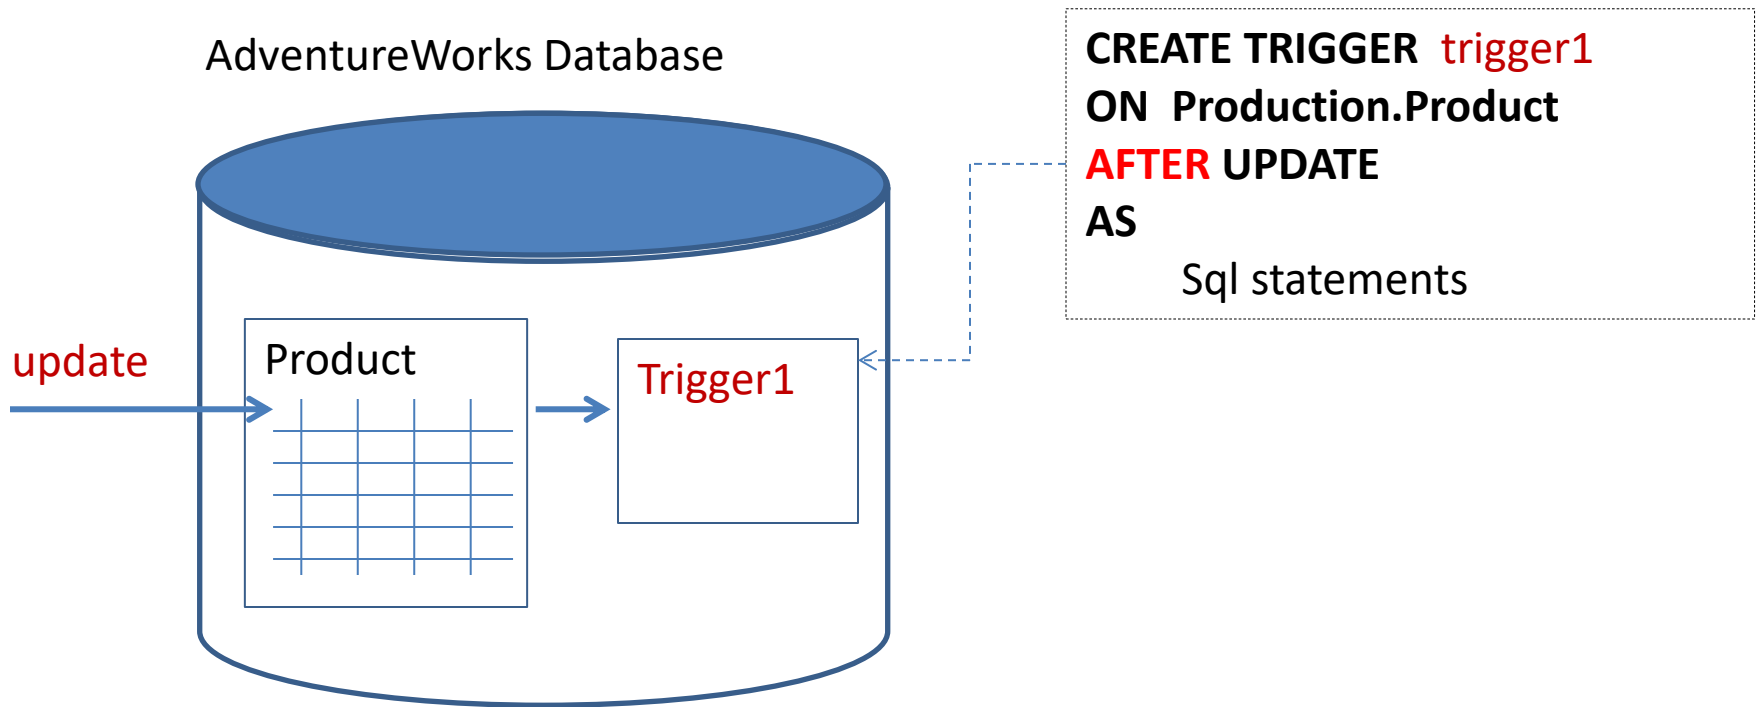 AdventureWorks Database
CREATE TRIGGER trigger1
ON Production.Product
AFTER UPDATE
AS
Sql statements
update
Product
Trigger1